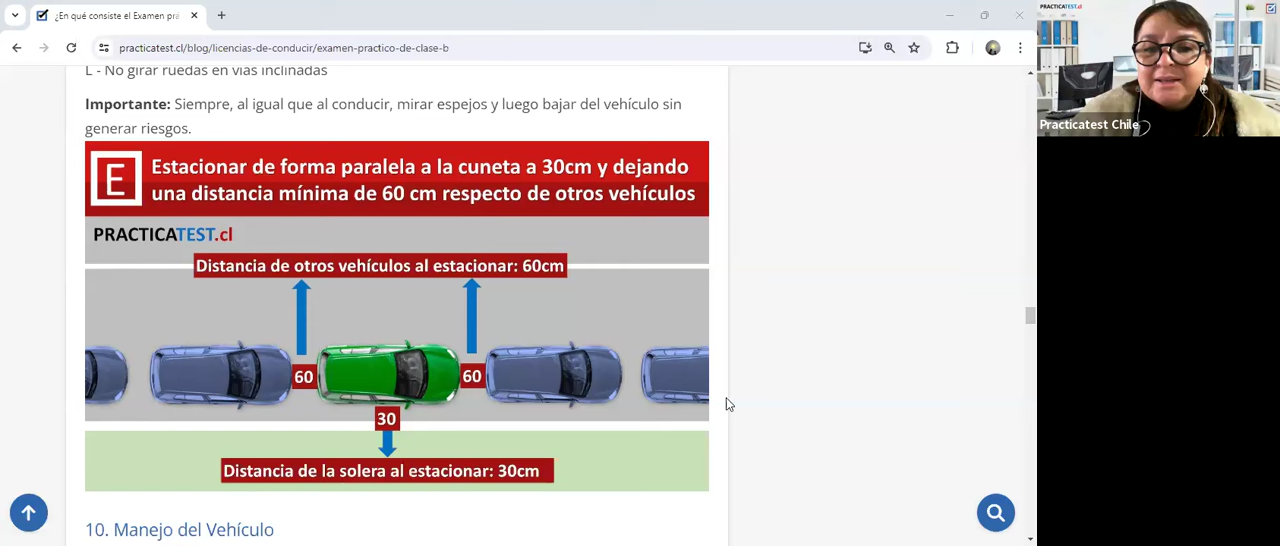 ¿En qué consiste el Examen prá
practicatest.cl/blog/licencias-de-conducir/examen-practico-de-clase-b
L - No girar ruedas en vías inclinadas
Importante: Siempre, al igual que al conducir, mirar espejos y luego bajar del vehículo sin
generar riesgos.
E
Estacionar de forma paralela a la cuneta a 30cm y dejando
una distancia mínima de 60 cm respecto de otros vehículos
PRACTICATEST.cl
Distancia de otros vehículos al estacionar: 60cm
60
60
30
Distancia de la solera al estacionar: 30cm
10. Manejo del Vehículo
PRACTICATEST.cl
Practicatest Chile